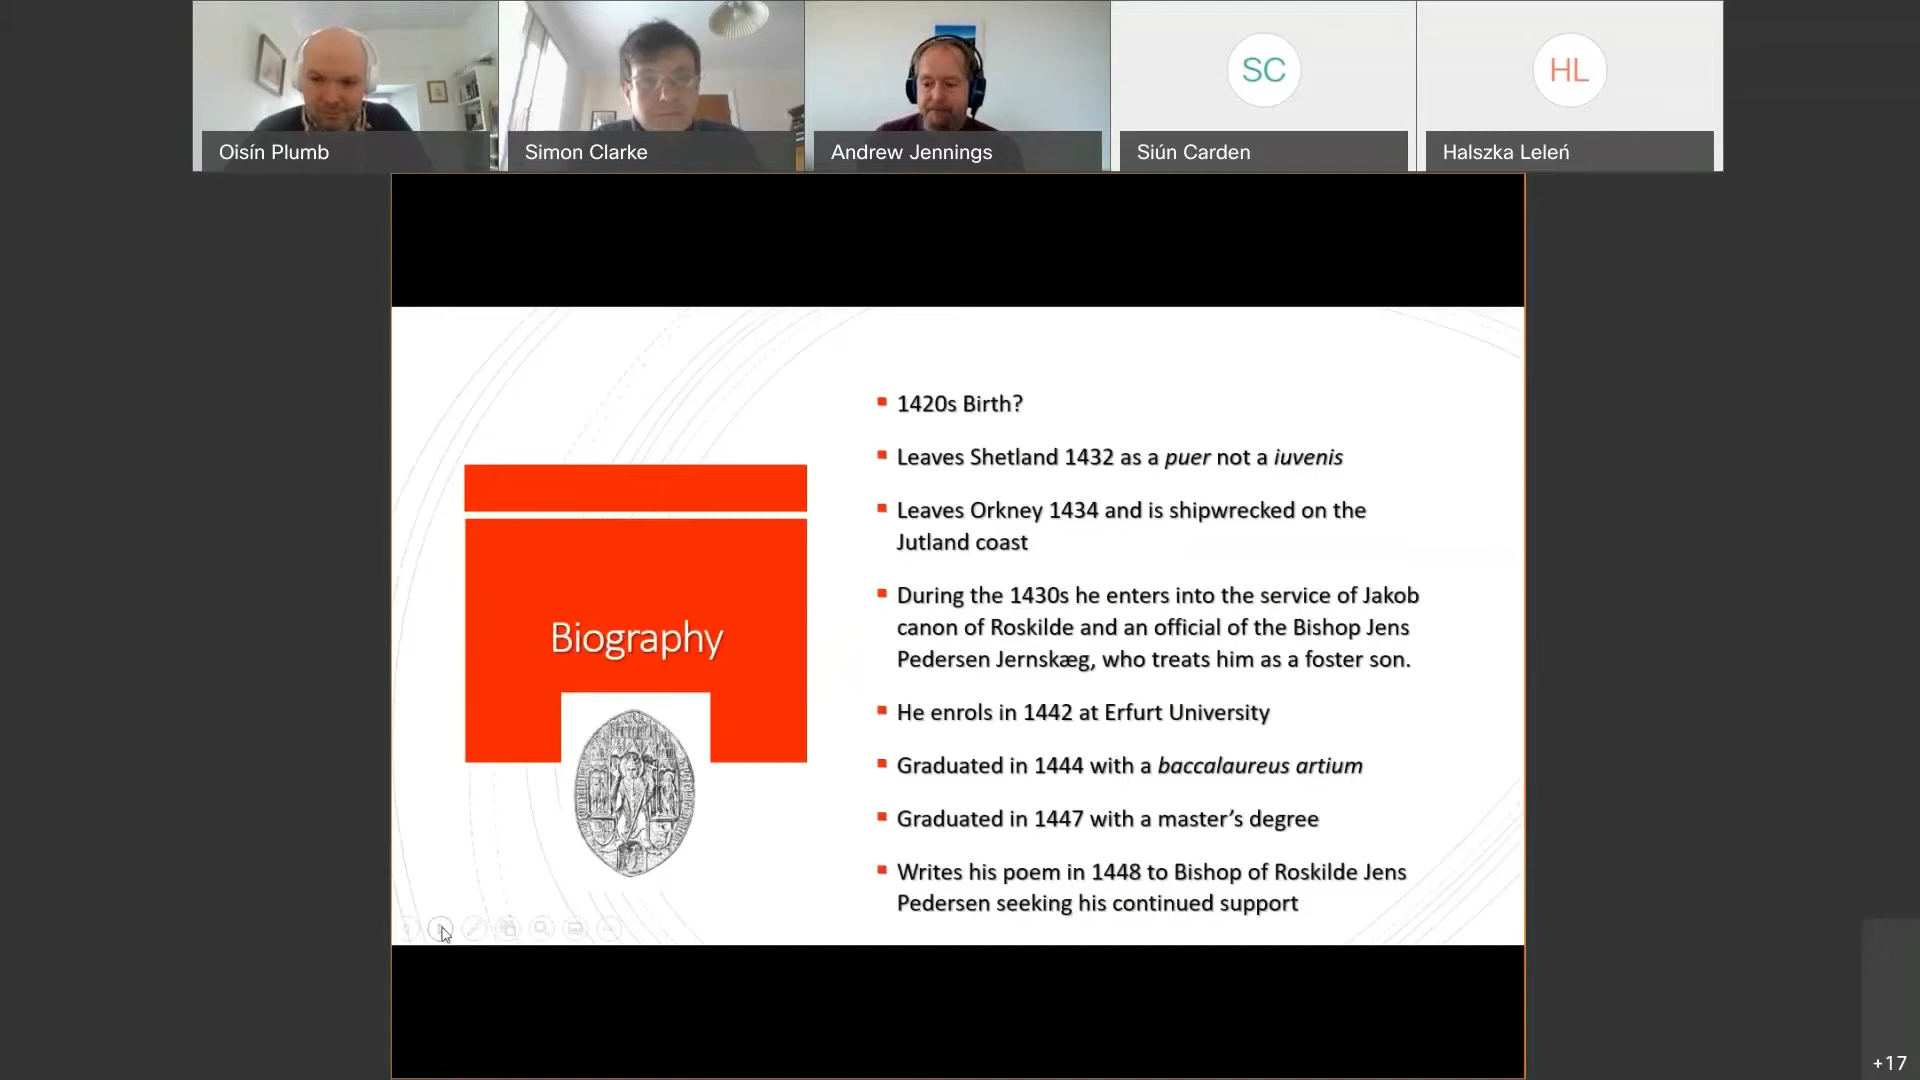 SC
HL
Oisín Plumb
Simon Clarke
Andrew Jennings
Siún Carden
Halszka Leleń
Biography
1420s Birth?
Leaves Shetland 1432 as a puer not a iuvenis
Leaves Orkney 1434 and is shipwrecked on the
Jutland coast
During the 1430s he enters into the service of Jakob
canon of Roskilde and an official of the Bishop Jens
Pedersen Jernskæg, who treats him as a foster son.
He enrols in 1442 at Erfurt University
Graduated in 1444 with a baccalaureus artium
Graduated in 1447 with a master’s degree
Writes his poem in 1448 to Bishop of Roskilde Jens
Pedersen seeking his continued support
+17